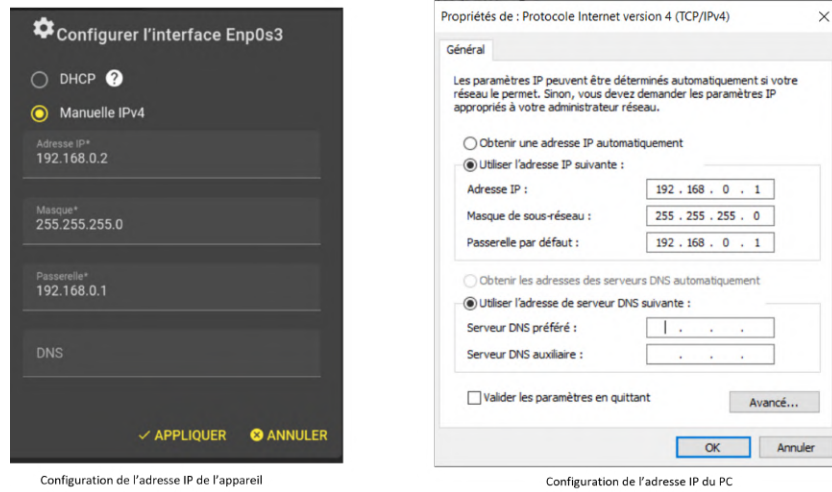 Configurer l'interface Enp0s3
DHCP ?
Manuelle IPv4
Adresse IP*
192.168.0.2
Masque*
255.255.255.0
Passerelle*
192.168.0.1
DNS
APPLIQUER ANNULER
Configuration de l'adresse IP de l'appareil
Propriétés de : Protocole Internet version 4 (TCP/IPv4)
Général
Les paramètres IP peuvent être déterminés automatiquement si votre
réseau le permet. Sinon, vous devez demander les paramètres IP
appropriés à votre administrateur réseau.
Obtenir une adresse IP automatiquement
Utiliser l'adresse IP suivante :
Adresse IP : 192 . 168 . 0 . 1
Masque de sous-réseau : 255 . 255 . 255 . 0
Passerelle par défaut : 192 . 168 . 0 . 1
Obtenir les adresses des serveurs DNS automatiquement
Utiliser l'adresse de serveur DNS suivante :
Serveur DNS préféré : . . .
Serveur DNS auxiliaire : . . .
Valider les paramètres en quittant
Avancé...
OK Annuler
Configuration de l'adresse IP du PC